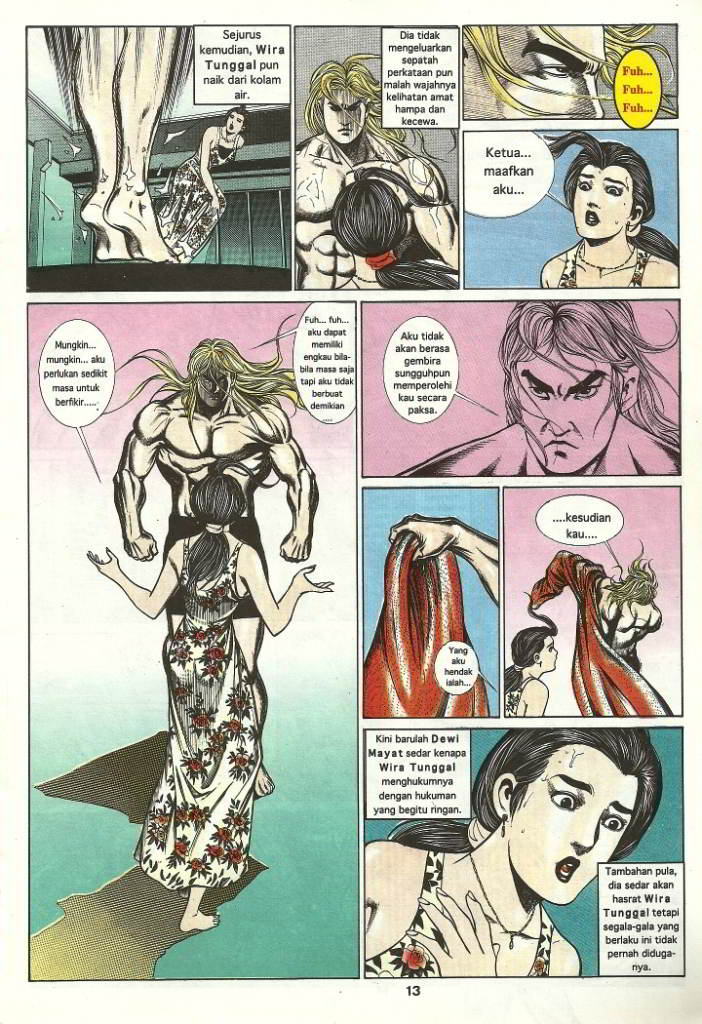 Sejurus
kemudian, Wira
Tunggal pun
naik dari kolam
air.
Dia tidak
mengeluarkan
sepatah
perkataan pun
malah wajahnya
kelihatan amat
hampa dan
kecewa.
Fuh...
Fuh...
Fuh...
Ketua...
maafkan
aku...
Mungkin...
mungkin... aku
perlukan sedikit
masa untuk
berfikir.....
Fuh... fuh...
aku dapat
memiliki
engkau bila-
bila masa saja
tapi aku tidak
berbuat
demikian
....
Aku tidak
akan berasa
gembira
sungguhpun
memperolehi
kau secara
paksa.
Yang
aku
hendak
ialah...
....kesudian
kau....
Kini barulah Dewi
Mayat sedar kenapa
Wira Tunggal
menghukumnya
dengan hukuman
yang begitu ringan.
Tambahan pula,
dia sedar akan
hasrat Wira
Tunggal tetapi
segala-gala yang
berlaku ini tidak
pernah diduga-
nya.
13